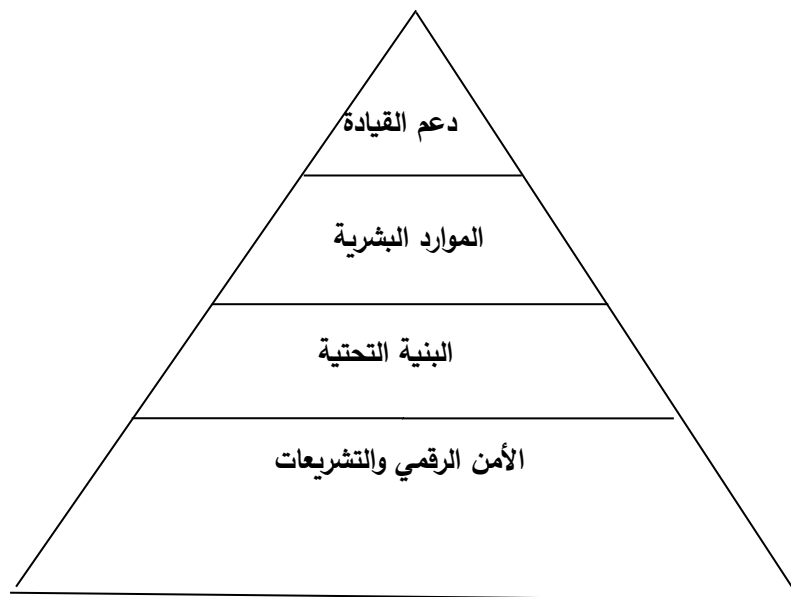 دعم القيادة
الموارد البشرية
البنية التحتية
الأمن الرقمي والتشريعات